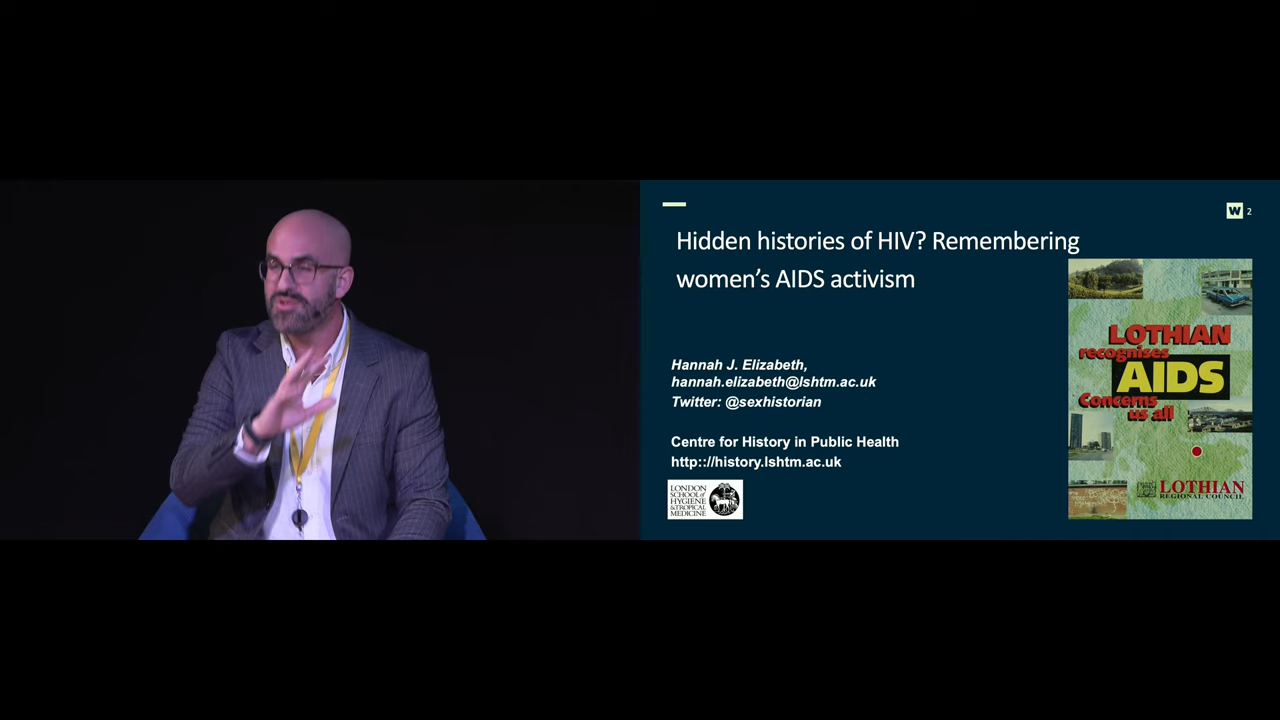 W 2
Hidden histories of HIV? Remembering
women's AIDS activism
Hannah J. Elizabeth,
hannah.elizabeth@lshtm.ac.uk
Twitter: @sexhistorian
Centre for History in Public Health
http:://history.lshtm.ac.uk
LONDON
SCHOOL of
HYGIENE
& TROPICAL
MEDICINE
LOTHIAN
recognises
AIDS
Concerns
us all
LOTHIAN
REGIONAL COUNCIL